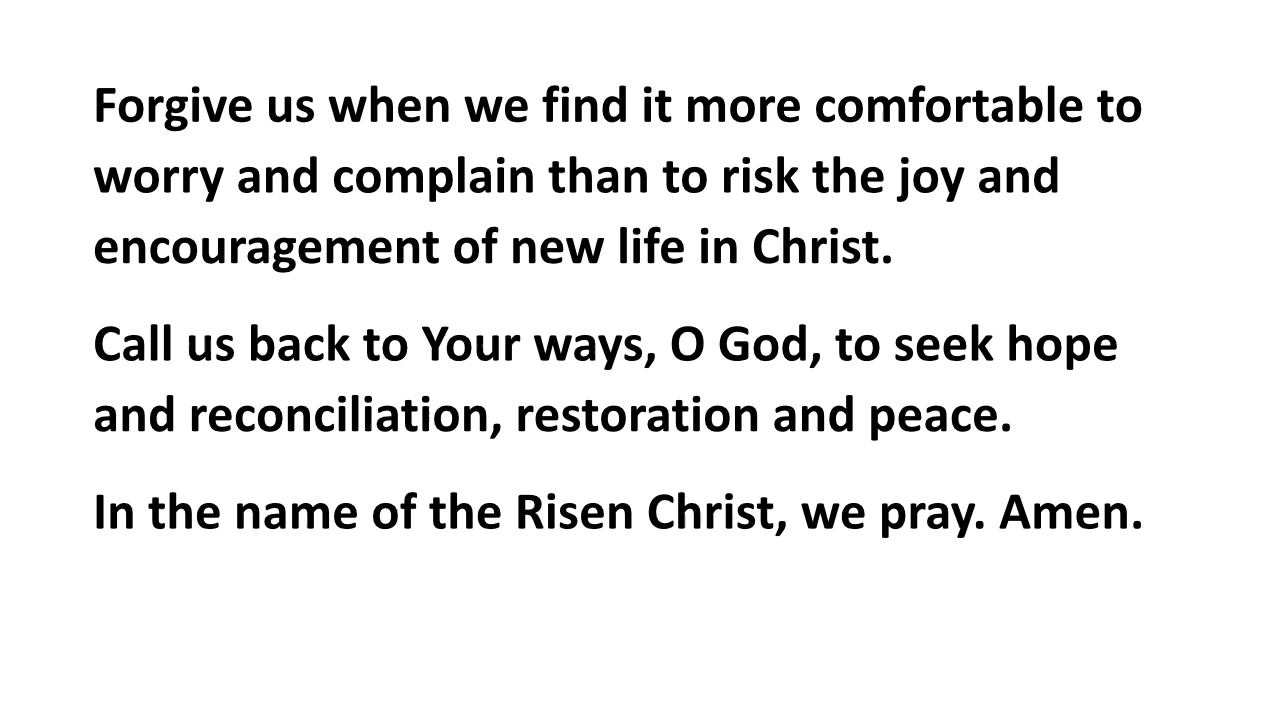 Forgive us when we find it more comfortable to
worry and complain than to risk the joy and
encouragement of new life in Christ.
Call us back to Your ways, O God, to seek hope
and reconciliation, restoration and peace.
In the name of the Risen Christ, we pray. Amen.